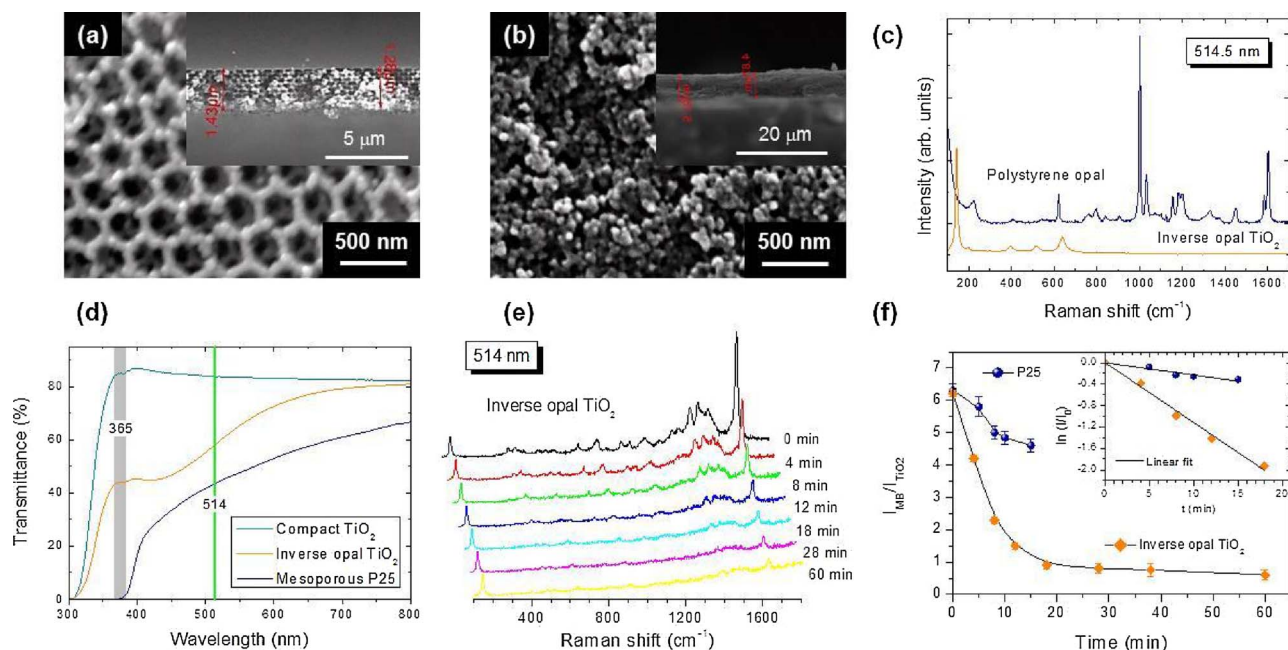 (a)
1.43μm
5 μm
500 nm
(b)
20 μm
500 nm
(c)
514.5 nm
Intensity (arb. units)
Polystyrene opal
Inverse opal TiO₂
200 400 600 800 1000 1200 1400 1600
Raman shift (cm⁻¹)
(d)
Transmittance (%)
80
60
40
20
0
365
514
Compact TiO₂
Inverse opal TiO₂
Mesoporous P25
300 400 500 600 700 800
Wavelength (nm)
(e)
514 nm
Inverse opal TiO₂
0 min
4 min
8 min
12 min
18 min
28 min
60 min
400 800 1200 1600
Raman shift (cm⁻¹)
(f)
I_MB/I_TiO2
7
6
5
4
3
2
1
0
P25
ln (I/I₀)
0.0
-0.4
-0.8
-1.2
-1.6
-2.0
Linear fit
0 5 10 15 20
t (min)
Inverse opal TiO₂
0 10 20 30 40 50 60
Time (min)